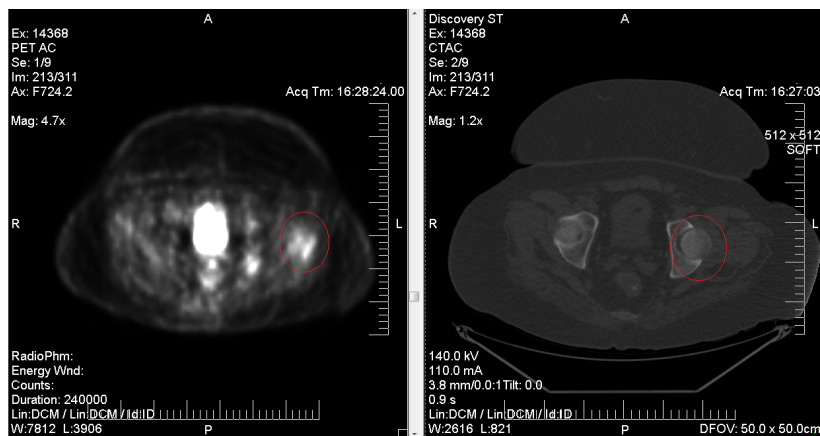 A
Ex: 14368
PET AC
Se: 1/9
Im: 213/311
Ax: F724.2
Acq Tm: 16:28:24.00
Mag: 4.7x
R
L
RadioPhm:
Energy Wnd:
Counts:
Duration: 240000
Lin:DCM / Lin:DCM / Id:ID
W:7812 L:3906
P
Discovery ST
A
Ex: 14368
CTAC
Se: 2/9
Im: 213/311
Ax: F724.2
Acq Tm: 16:27:03
Mag: 1.2x
512 x 512
SOFT
R
L
140.0 kV
110.0 mA
3.8 mm/0.0:1Tilt: 0.0
0.9 s
Lin:DCM / Lin:DCM / Id:ID
W:2616 L:821
P
DFOV: 50.0 x 50.0cm